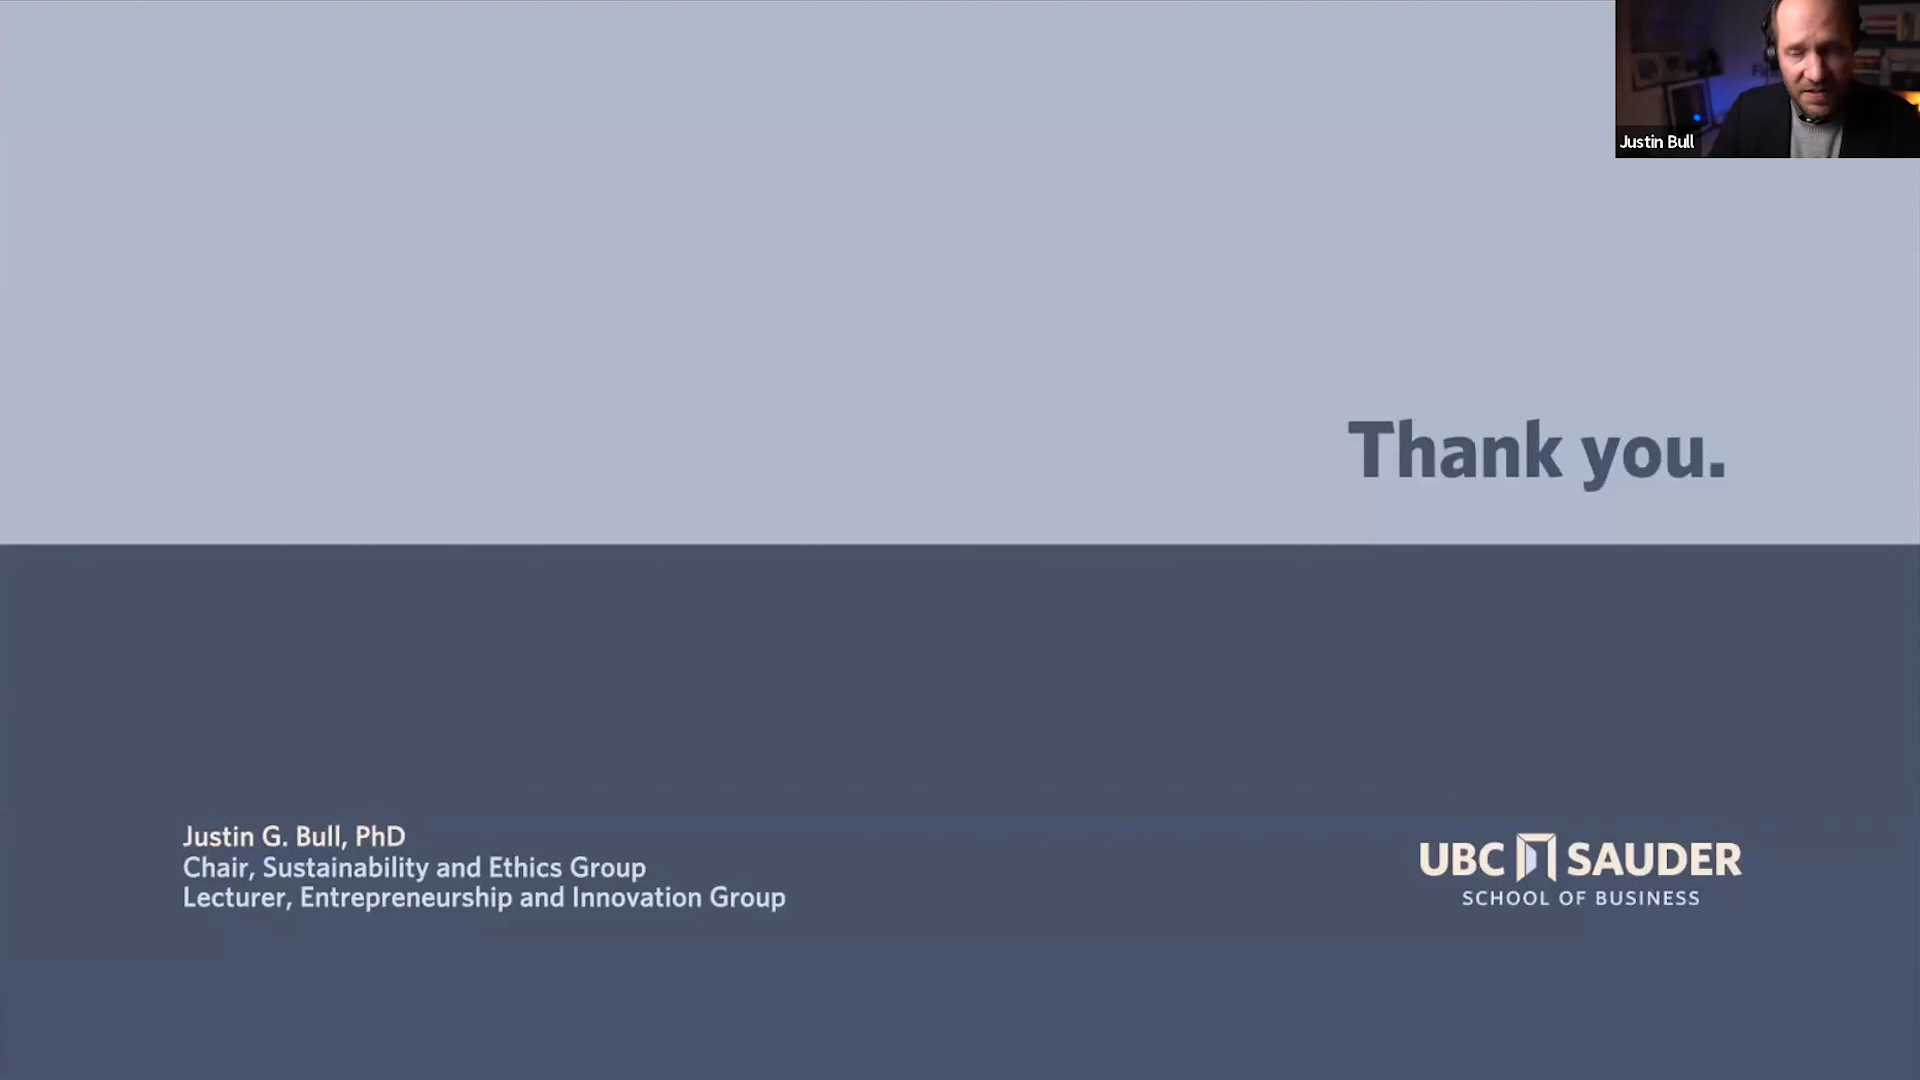 Justin Bull
Thank you.
Justin G. Bull, PhD
Chair, Sustainability and Ethics Group
Lecturer, Entrepreneurship and Innovation Group
UBC SAUDER
SCHOOL OF BUSINESS